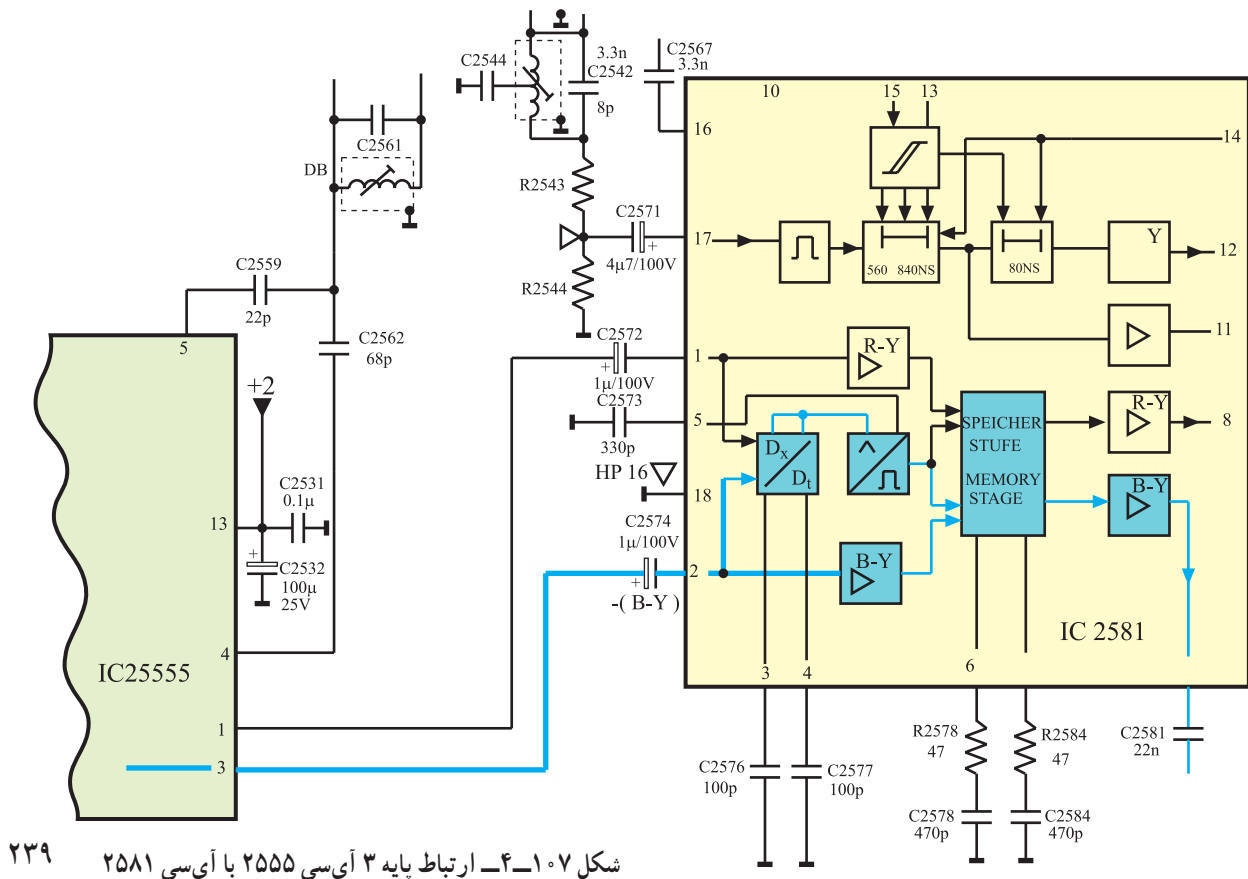 C2544
3.3n
C2542
8p
C2567
3.3n
10
15
13
16
14
C2561
DB
R2543
C2571
+
4µ7/100V
17
560 840NS
80NS
Y
12
C2559
22p
R2544
11
5
C2562
68p
C2572
+
1µ/100V
1
R-Y
+2
C2573
330p
5
SPEICHER
STUFE
MEMORY
STAGE
R-Y
8
Dx
Dt
HP 16
18
B-Y
C2531
0.1µ
13
C2574
1µ/100V
+
2
-( B-Y )
B-Y
+
C2532
100µ
25V
IC 2581
4
IC25555
3
4
6
1
3
R2578
47
R2584
47
C2581
22n
C2576
100p
C2577
100p
C2578
470p
C2584
470p
شکل ۱۰۷ــ۴ــ ارتباط پایه ۳ آی‌سی ۲۵۵۵ با آی‌سی ۲۵۸۱
۲۳۹